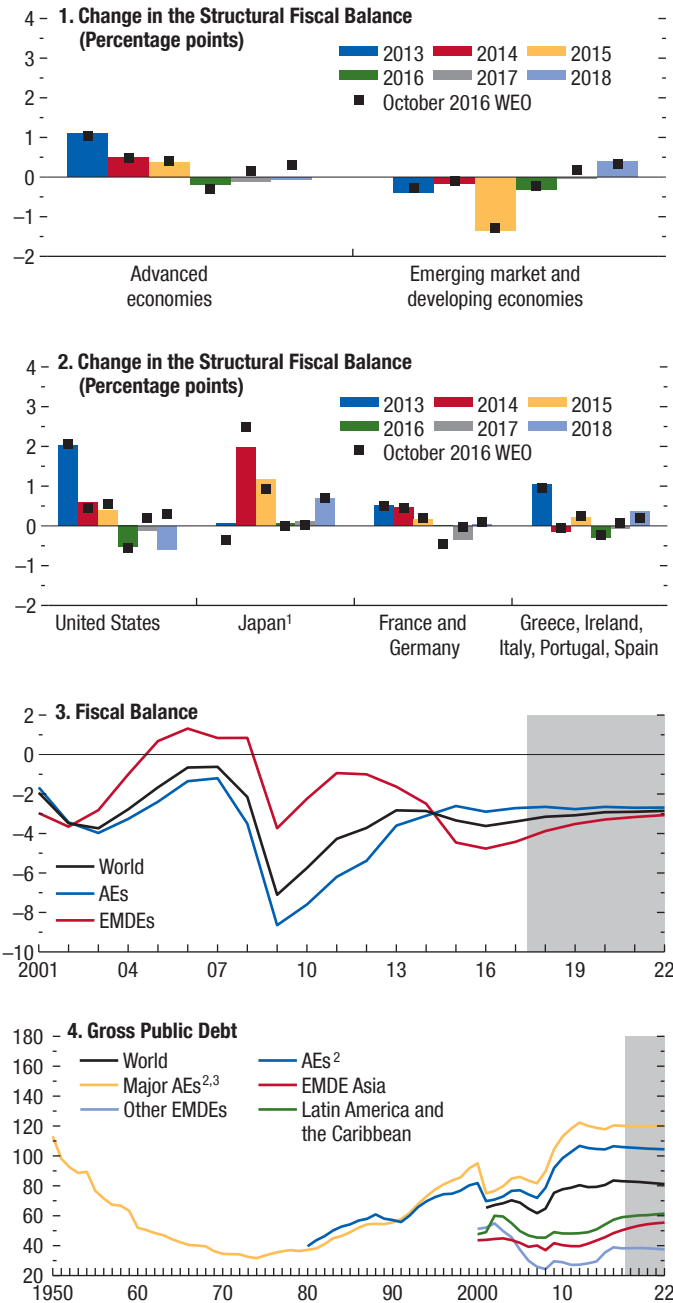 1. Change in the Structural Fiscal Balance
(Percentage points)
4
3
2
1
0
–1
–2
2013 2014 2015
2016 2017 2018
October 2016 WEO
Advanced
economies
Emerging market and
developing economies
2. Change in the Structural Fiscal Balance
(Percentage points)
4
3
2
1
0
–1
–2
2013 2014 2015
2016 2017 2018
October 2016 WEO
United States
Japan¹
France and
Germany
Greece, Ireland,
Italy, Portugal, Spain
3. Fiscal Balance
2
0
–2
–4
–6
–8
–10
World
AEs
EMDEs
2001 04 07 10 13 16 19 22
4. Gross Public Debt
180
160
140
120
100
80
60
40
20
World
Major AEs²,³
Other EMDEs
AEs²
EMDE Asia
Latin America and
the Caribbean
1950 60 70 80 90 2000 10 22